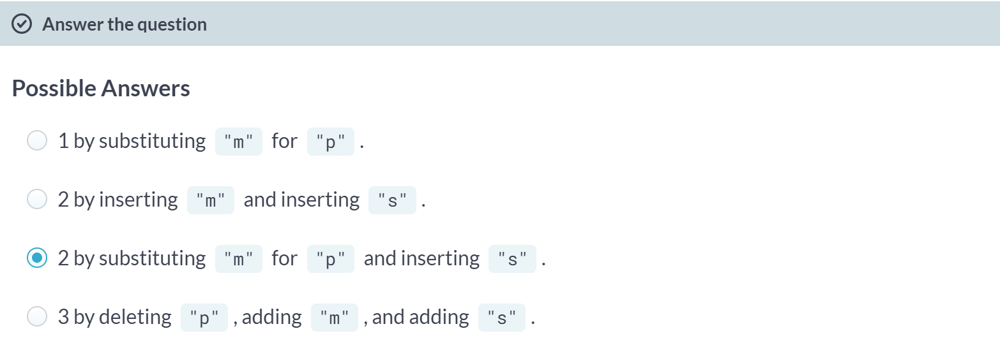 Answer the question
Possible Answers
1 by substituting "m" for "p" .
2 by inserting "m" and inserting "s" .
2 by substituting "m" for "p" and inserting "s" .
3 by deleting "p" , adding "m" , and adding "s" .